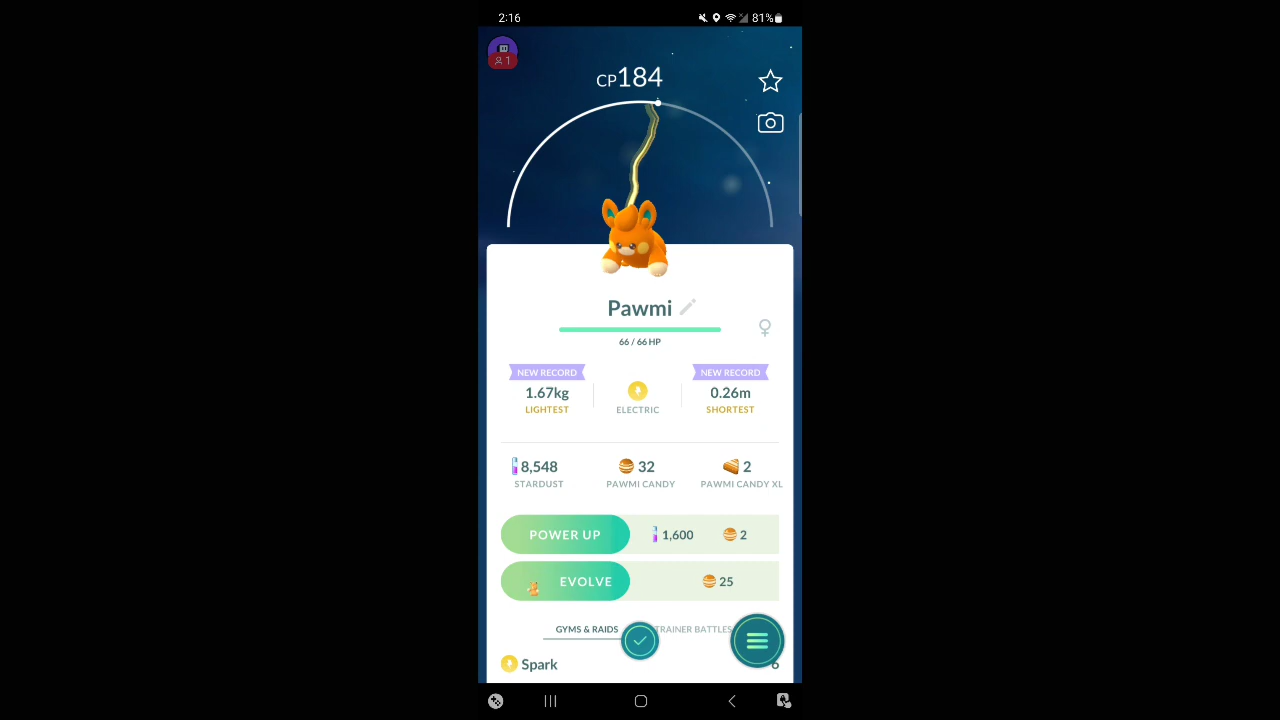 2:16
81%
1
CP184
Pawmi
66 / 66 HP
NEW RECORD
NEW RECORD
1.67kg
0.26m
LIGHTEST
ELECTRIC
SHORTEST
8,548
32
2
STARDUST
PAWMI CANDY
PAWMI CANDY XL
POWER UP
1,600
2
EVOLVE
25
GYMS & RAIDS
TRAINER BATTLES
Spark
6